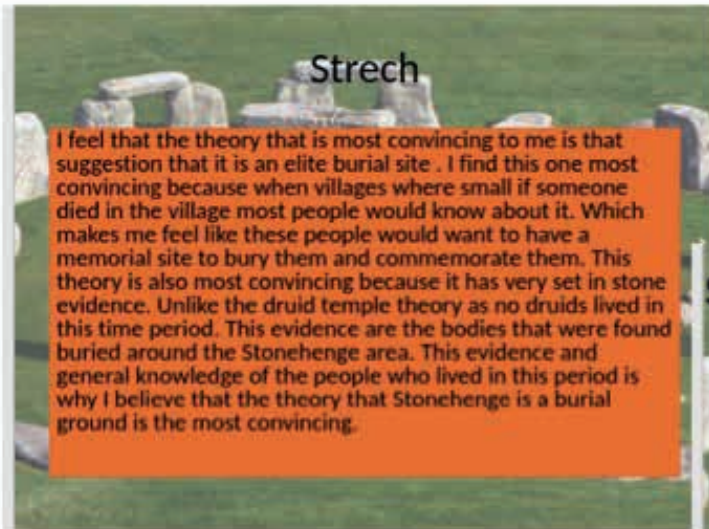 Strech
I feel that the theory that is most convincing to me is that
suggestion that it is an elite burial site . I find this one most
convincing because when villages where small if someone
died in the village most people would know about it. Which
makes me feel like these people would want to have a
memorial site to bury them and commemorate them. This
theory is also most convincing because it has very set in stone
evidence. Unlike the druid temple theory as no druids lived in
this time period. This evidence are the bodies that were found
buried around the Stonehenge area. This evidence and
general knowledge of the people who lived in this period is
why I believe that the theory that Stonehenge is a burial
ground is the most convincing.